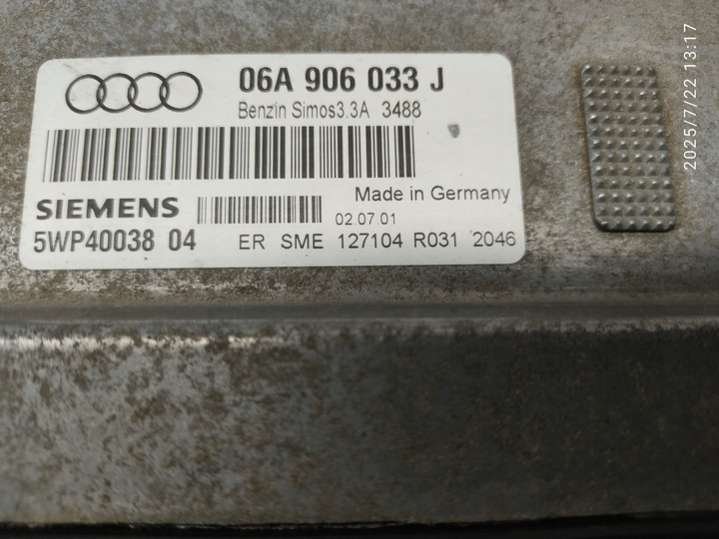 06A 906 033 J
Benzin Simos3.3A 3488
Made in Germany
SIEMENS
02.07.01
5WP40038 04
ER SME 127104 R031 2046
2025/7/22 13:17